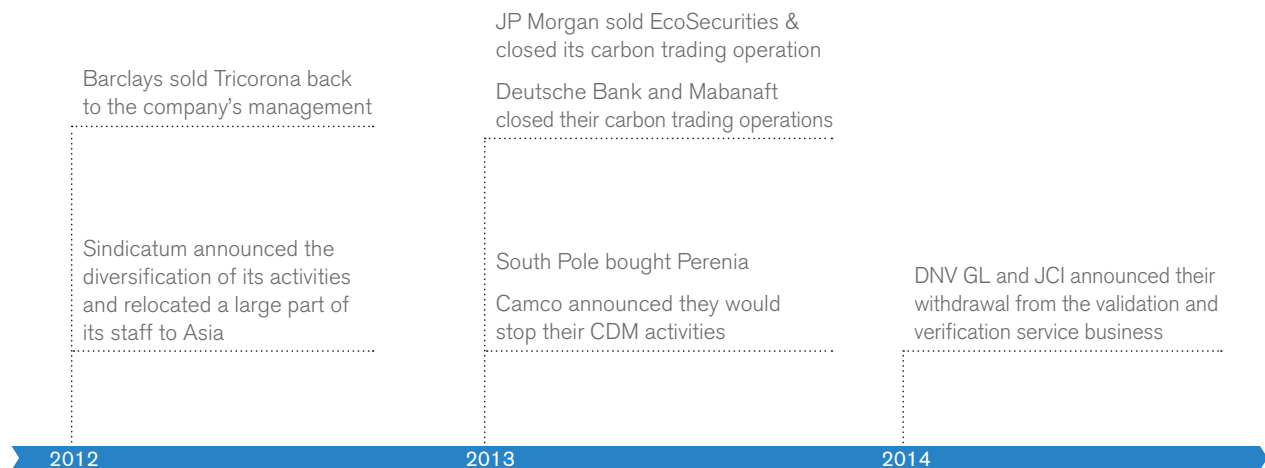 Barclays sold Tricorona back
to the company’s management
Sindicatum announced the
diversification of its activities
and relocated a large part of
its staff to Asia
JP Morgan sold EcoSecurities &
closed its carbon trading operation
Deutsche Bank and Mabanaft
closed their carbon trading operations
South Pole bought Perenia
Camco announced they would
stop their CDM activities
DNV GL and JCI announced their
withdrawal from the validation and
verification service business
2012
2013
2014